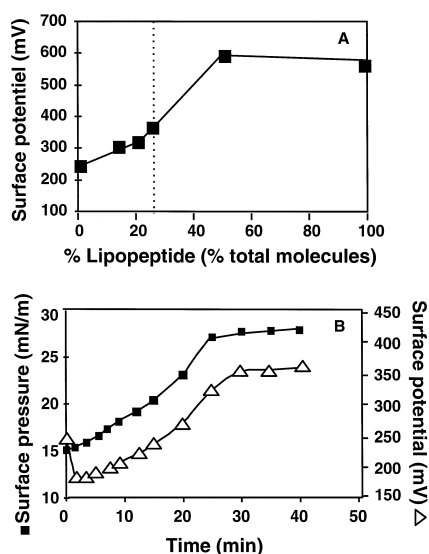 A
Surface potentiel (mV)
700
600
500
400
300
200
100
0 20 40 60 80 100
% Lipopeptide (% total molecules)
B
■Surface pressure (mN/m)
30
25
20
15
10
Surface potential (mV) △
450
400
350
300
250
200
150
0 10 20 30 40 50
Time (min)